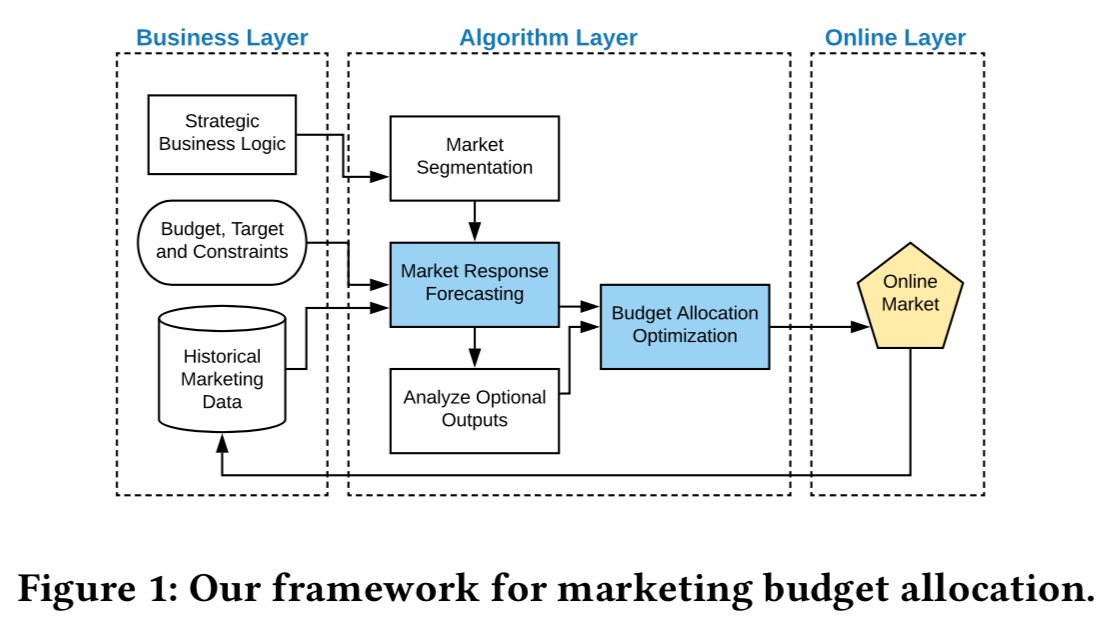 Business Layer
Algorithm Layer
Online Layer
Strategic
Business Logic
Budget, Target
and Constraints
Historical
Marketing
Data
Market
Segmentation
Market Response
Forecasting
Analyze Optional
Outputs
Budget Allocation
Optimization
Online
Market
Figure 1: Our framework for marketing budget allocation.